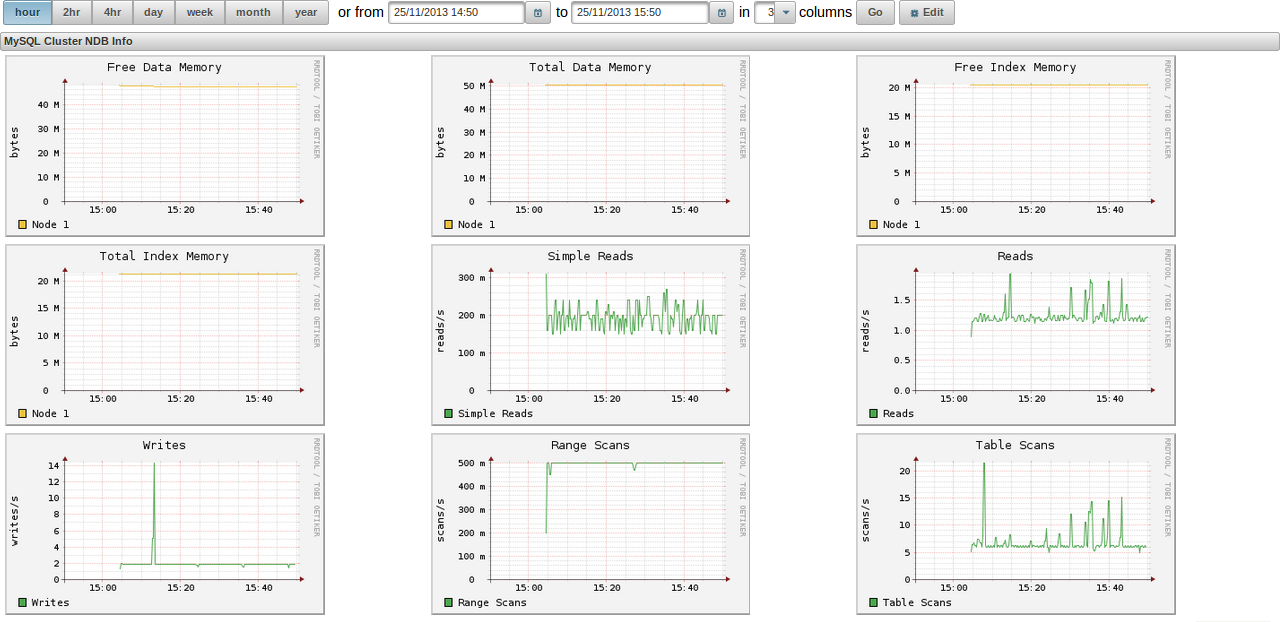 hour 2hr 4hr day week month year or from 25/11/2013 14:50 to 25/11/2013 15:50 in 3 columns Go Edit
MySQL Cluster NDB Info
Free Data Memory
RRDTOOL / TOBI OETIKER
bytes
40 M
30 M
20 M
10 M
0
15:00 15:20 15:40
Node 1
Total Data Memory
RRDTOOL / TOBI OETIKER
bytes
50 M
40 M
30 M
20 M
10 M
0
15:00 15:20 15:40
Node 1
Free Index Memory
RRDTOOL / TOBI OETIKER
bytes
20 M
15 M
10 M
5 M
0
15:00 15:20 15:40
Node 1
Total Index Memory
RRDTOOL / TOBI OETIKER
bytes
20 M
15 M
10 M
5 M
0
15:00 15:20 15:40
Node 1
Simple Reads
RRDTOOL / TOBI OETIKER
reads/s
300 m
200 m
100 m
0
15:00 15:20 15:40
Simple Reads
Reads
RRDTOOL / TOBI OETIKER
reads/s
1.5
1.0
0.5
0.0
15:00 15:20 15:40
Reads
Writes
RRDTOOL / TOBI OETIKER
writes/s
14
12
10
8
6
4
2
0
15:00 15:20 15:40
Writes
Range Scans
RRDTOOL / TOBI OETIKER
scans/s
500 m
400 m
300 m
200 m
100 m
0
15:00 15:20 15:40
Range Scans
Table Scans
RRDTOOL / TOBI OETIKER
scans/s
20
15
10
5
0
15:00 15:20 15:40
Table Scans